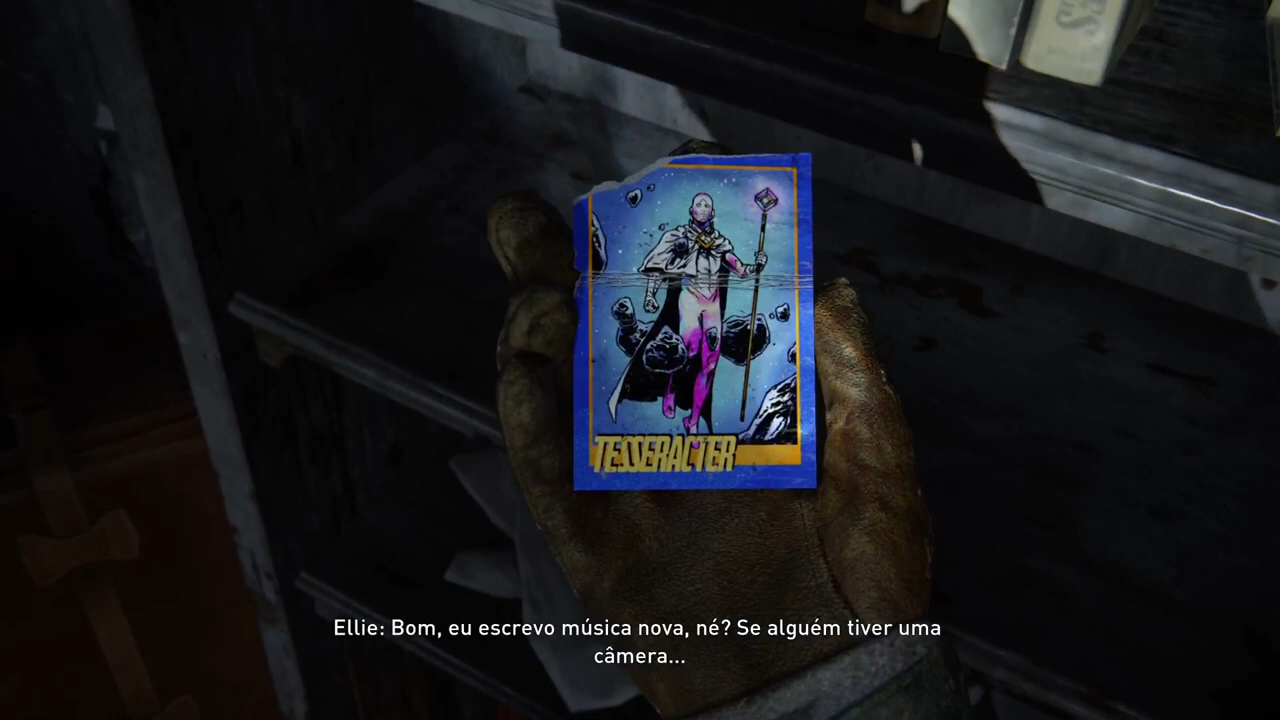 TESSERACTER
Ellie: Bom, eu escrevo música nova, né? Se alguém tiver uma
câmera...